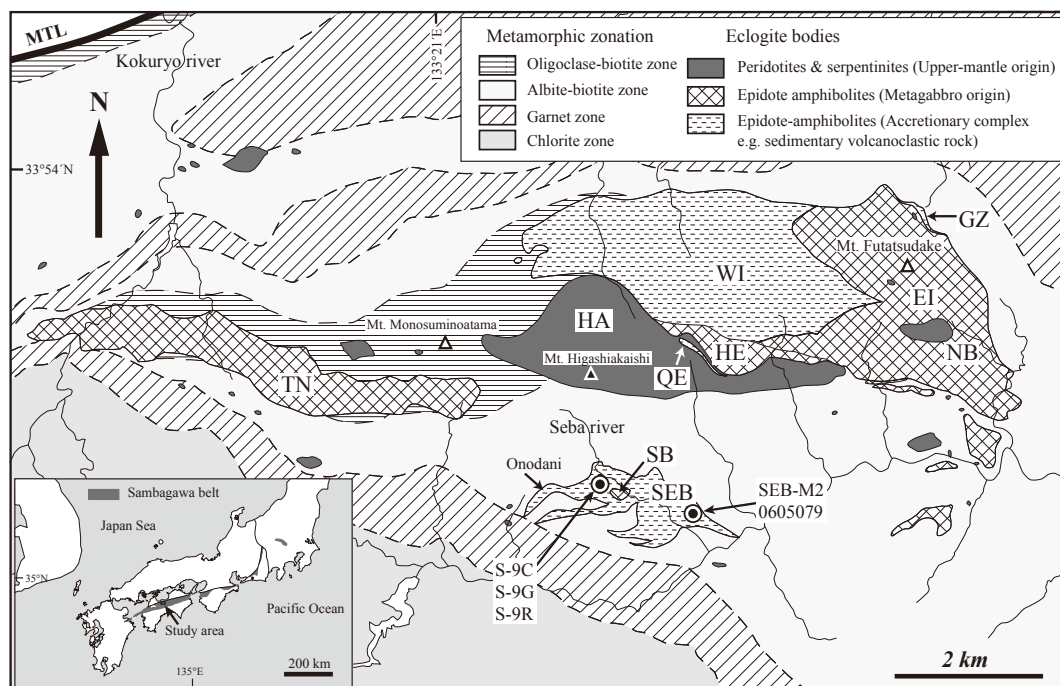 MTL
Kokuryo river
133°21´E
N
33°54´N
Metamorphic zonation
Oligoclase-biotite zone
Albite-biotite zone
Garnet zone
Chlorite zone
Eclogite bodies
Peridotites & serpentinites (Upper-mantle origin)
Epidote amphibolites (Metagabbro origin)
Epidote-amphibolites (Accretionary complex
e.g. sedimentary volcanoclastic rock)
GZ
Mt. Futatsudake
WI
EI
HA
Mt. Monosuminoatama
HE
NB
Mt. Higashiakaishi
QE
TN
Seba river
SB
Onodani
SEB
SEB-M2
0605079
S-9C
S-9G
S-9R
Sambagawa belt
Japan Sea
35°N
Pacific Ocean
Study area
135°E
200 km
2 km